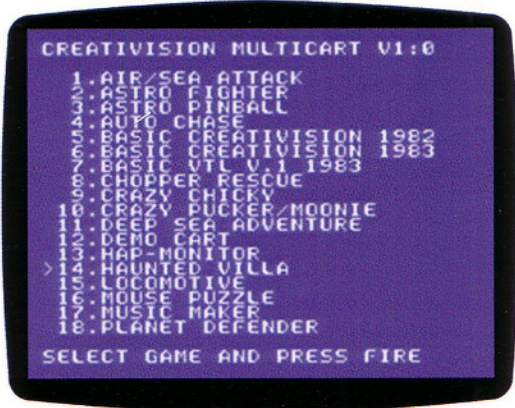 CREATIVISION MULTICART V1:0
1.AIR/SEA ATTACK
2.ASTRO FIGHTER
3.ASTRO PINBALL
4.AUTO CHASE
5.BASIC CREATIVISION 1982
6.BASIC CREATIVISION 1983
7.BASIC VTL V.1 1983
8.CHOPPER RESCUE
9.CRAZY CHICKY
10.CRAZY PUCKER/MOONIE
11.DEEP SEA ADVENTURE
12.DEMO CART
13.HAP-MONITOR
>14.HAUNTED VILLA
15.LOCOMOTIVE
16.MOUSE PUZZLE
17.MUSIC MAKER
18.PLANET DEFENDER
SELECT GAME AND PRESS FIRE